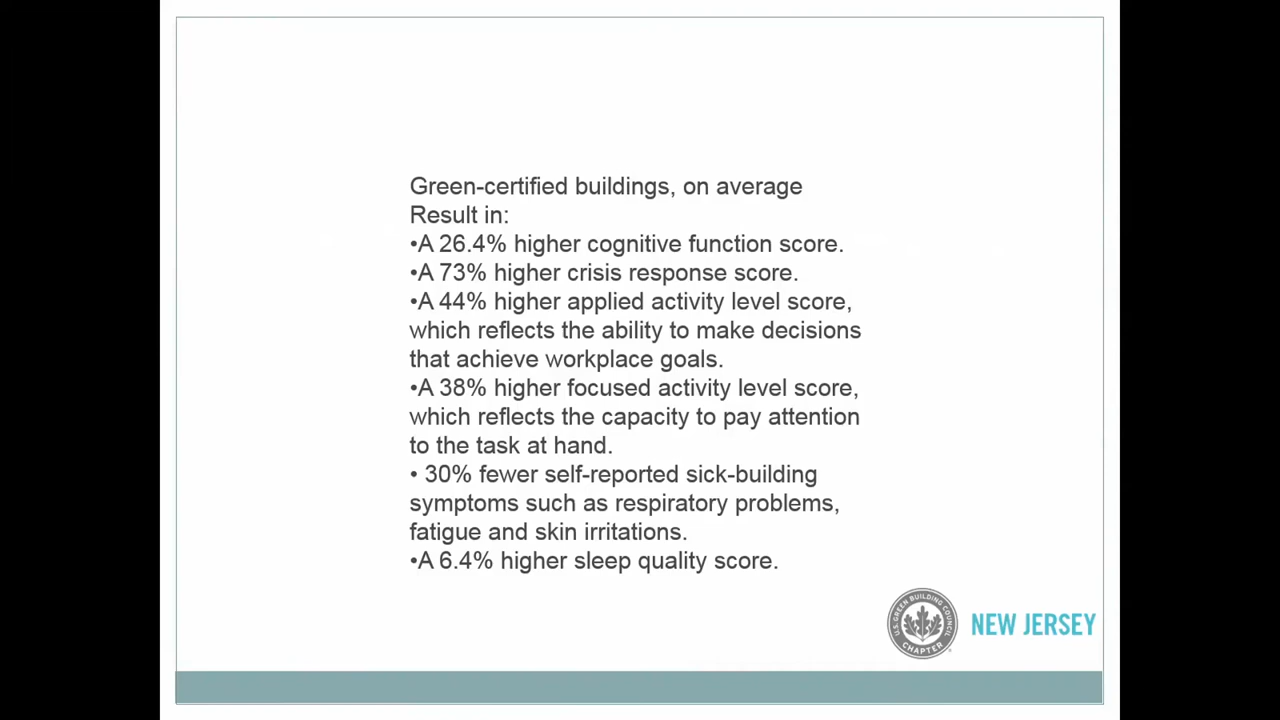 Green-certified buildings, on average
Result in:
•A 26.4% higher cognitive function score.
•A 73% higher crisis response score.
•A 44% higher applied activity level score,
which reflects the ability to make decisions
that achieve workplace goals.
•A 38% higher focused activity level score,
which reflects the capacity to pay attention
to the task at hand.
• 30% fewer self-reported sick-building
symptoms such as respiratory problems,
fatigue and skin irritations.
•A 6.4% higher sleep quality score.
U.S. GREEN BUILDING COUNCIL
CHAPTER
NEW JERSEY